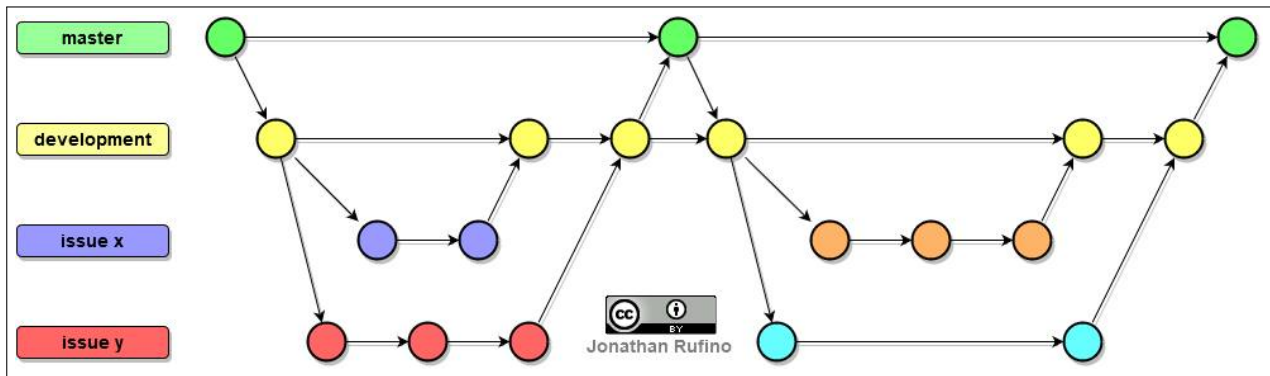 master
development
issue x
issue y
cc
BY
Jonathan Rufino